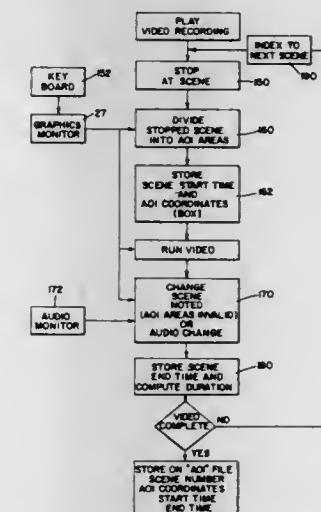 PLAY
VIDEO RECORDING
INDEX TO
NEXT SCENE
190
STOP
AT SCENE
150
KEY
BOARD
152
GRAPHICS
MONITOR
27
DIVIDE
STOPPED SCENE
INTO AOI AREAS
160
STORE
SCENE START TIME
AND
AOI COORDINATES
(BOX)
162
RUN VIDEO
172
AUDIO
MONITOR
CHANGE
SCENE
NOTED
(AOI AREAS INVALID)
OR
AUDIO CHANGE
170
STORE SCENE
END TIME AND
COMPUTE DURATION
180
VIDEO
COMPLETE
NO
YES
STORE ON "AOI" FILE
SCENE NUMBER
AOI COORDINATES
START TIME
END TIME